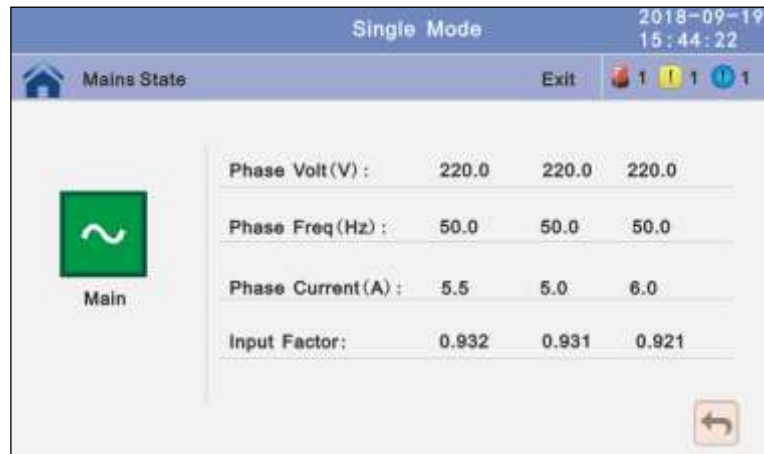 Single Mode
2018-09-19
15:44:22
Mains State Exit 1 ! 1 ! 1
Phase Volt(V): 220.0 220.0 220.0
Phase Freq(Hz): 50.0 50.0 50.0
Main
Phase Current(A): 5.5 5.0 6.0
Input Factor: 0.932 0.931 0.921